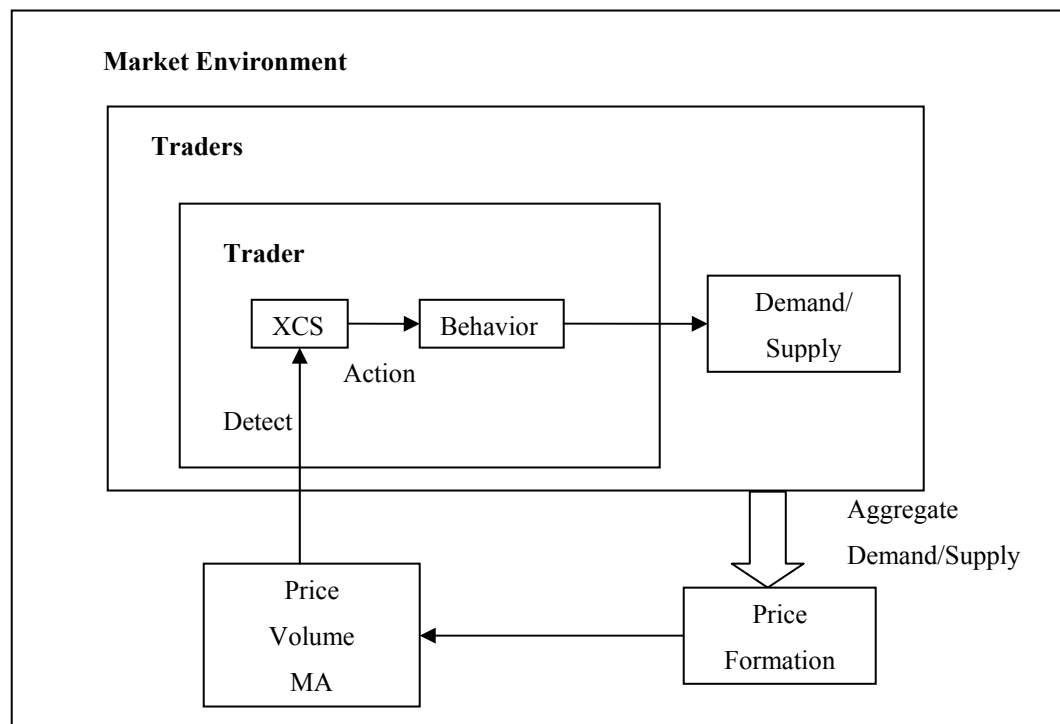 Market Environment
Traders
Trader
XCS
Behavior
Demand/
Supply
Action
Detect
Aggregate
Demand/Supply
Price
Volume
MA
Price
Formation